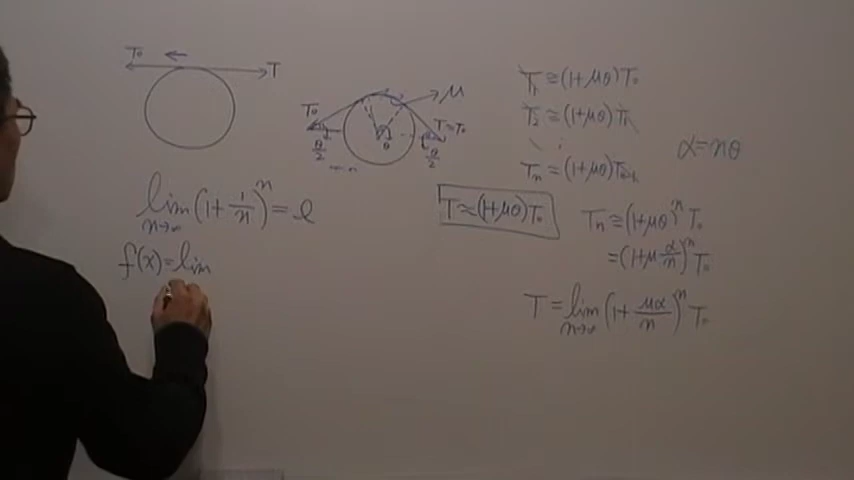 T₀ T
T₀ μ
T=T₀
θ/2 θ θ/2
lim n→∞ (1+1/n)^n = e
f(x)=lim
T₁≅(1+μθ)T₀
T₂≅(1+μθ)T₁
Tₙ≅(1+μθ)Tₙ₋₁
α=nθ
T≃(1+μθ)T₀
Tₙ≅(1+μθ)^n T₀
=(1+μ α/n)^n T₀
T=lim n→∞ (1+μα/n)^n T₀